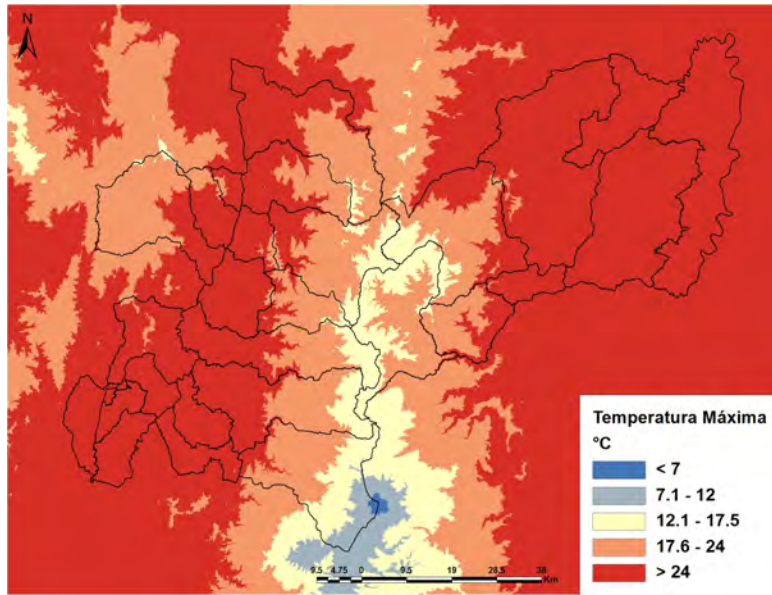 N
Temperatura Máxima
°C
< 7
7.1 - 12
12.1 - 17.5
17.6 - 24
> 24
9.5 4.75 0 9.5 19 28.5 38
Km